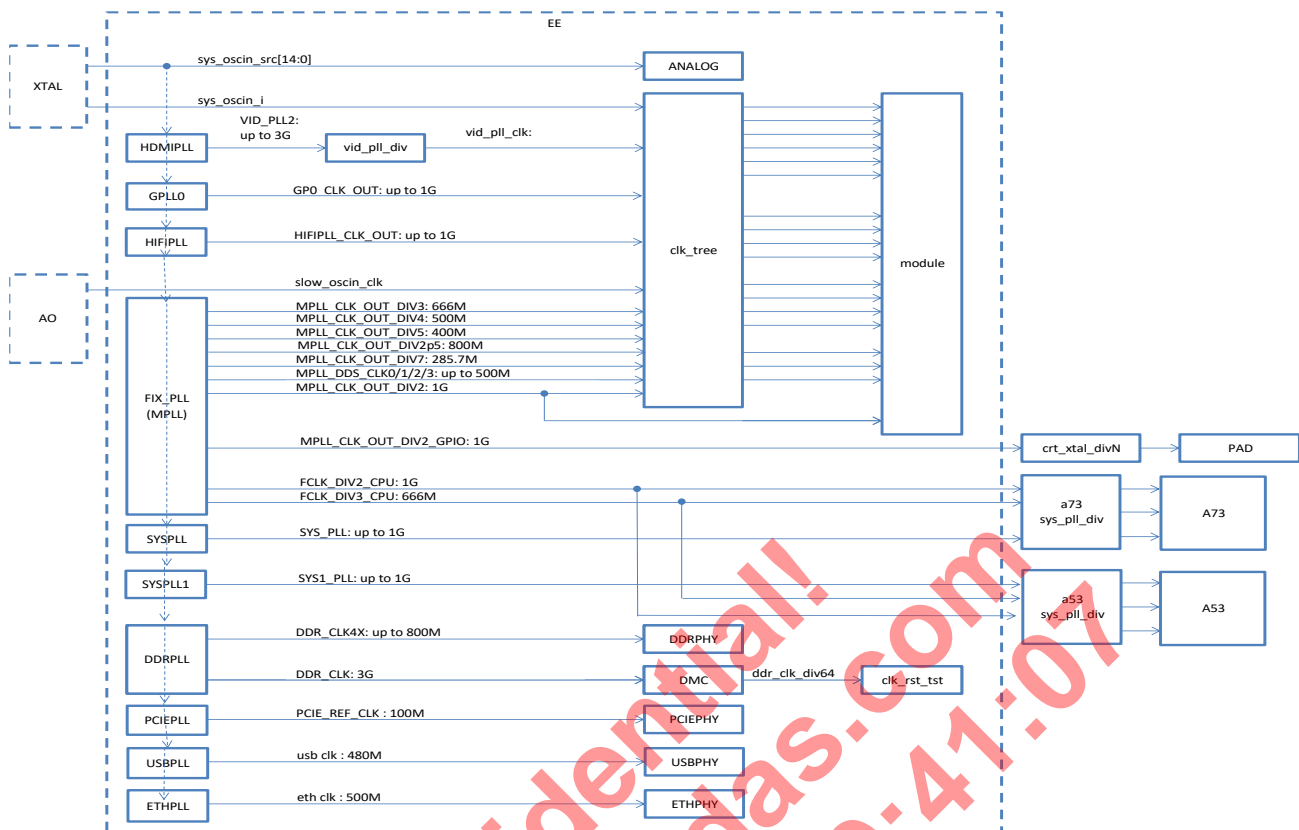 EE
XTAL
sys_oscin_src[14:0]
ANALOG
sys_oscin_i
VID_PLL2:
up to 3G
HDMIPLL
vid_pll_div
vid_pll_clk:
GPLL0
GP0_CLK_OUT: up to 1G
HIFIPLL
HIFIPLL_CLK_OUT: up to 1G
clk_tree
module
AO
slow_oscin_clk
MPLL_CLK_OUT_DIV3: 666M
MPLL_CLK_OUT_DIV4: 500M
MPLL_CLK_OUT_DIV5: 400M
MPLL_CLK_OUT_DIV2p5: 800M
MPLL_CLK_OUT_DIV7: 285.7M
MPLL_DDS_CLK0/1/2/3: up to 500M
MPLL_CLK_OUT_DIV2: 1G
FIX_PLL
(MPLL)
MPLL_CLK_OUT_DIV2_GPIO: 1G
crt_xtal_divN
PAD
FCLK_DIV2_CPU: 1G
FCLK_DIV3_CPU: 666M
a73
sys_pll_div
A73
SYSPLL
SYS_PLL: up to 1G
SYSPLL1
SYS1_PLL: up to 1G
a53
sys_pll_div
A53
DDRPLL
DDR_CLK4X: up to 800M
DDRPHY
DDR_CLK: 3G
DMC
ddr_clk_div64
clk_rst_tst
PCIEPLL
PCIE_REF_CLK : 100M
PCIEPHY
USBPLL
usb clk : 480M
USBPHY
ETHPLL
eth clk : 500M
ETHPHY
idential!
das.com
:41:07